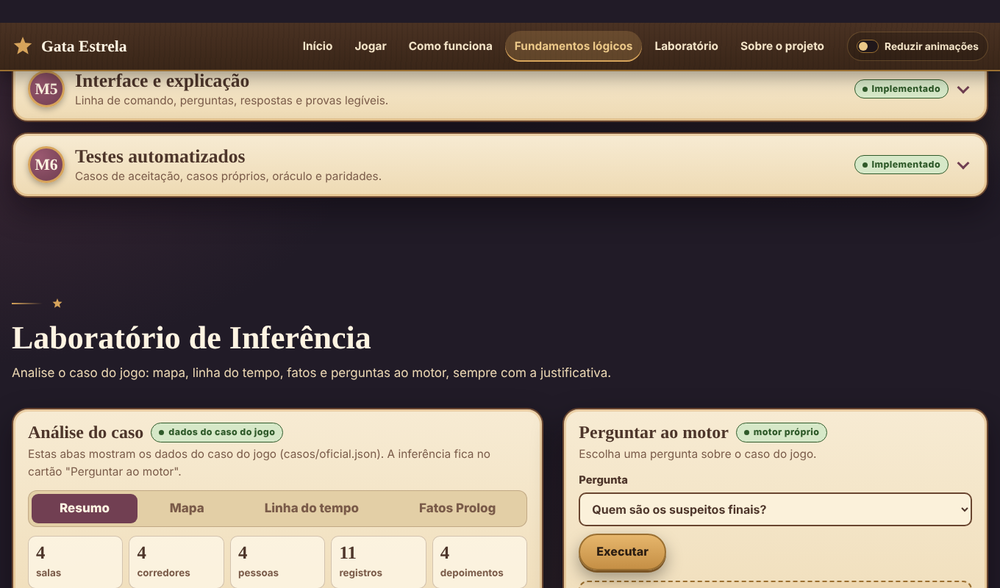 Gata Estrela
Início
Jogar
Como funciona
Fundamentos lógicos
Laboratório
Sobre o projeto
Reduzir animações
M5
Interface e explicação
Linha de comando, perguntas, respostas e provas legíveis.
Implementado
M6
Testes automatizados
Casos de aceitação, casos próprios, oráculo e paridades.
Implementado
Laboratório de Inferência
Analise o caso do jogo: mapa, linha do tempo, fatos e perguntas ao motor, sempre com a justificativa.
Análise do caso
dados do caso do jogo
Estas abas mostram os dados do caso do jogo (casos/oficial.json). A inferência fica no
cartão "Perguntar ao motor".
Resumo
Mapa
Linha do tempo
Fatos Prolog
4
salas
4
corredores
4
pessoas
11
registros
4
depoimentos
Perguntar ao motor
motor próprio
Escolha uma pergunta sobre o caso do jogo.
Pergunta
Quem são os suspeitos finais?
Executar